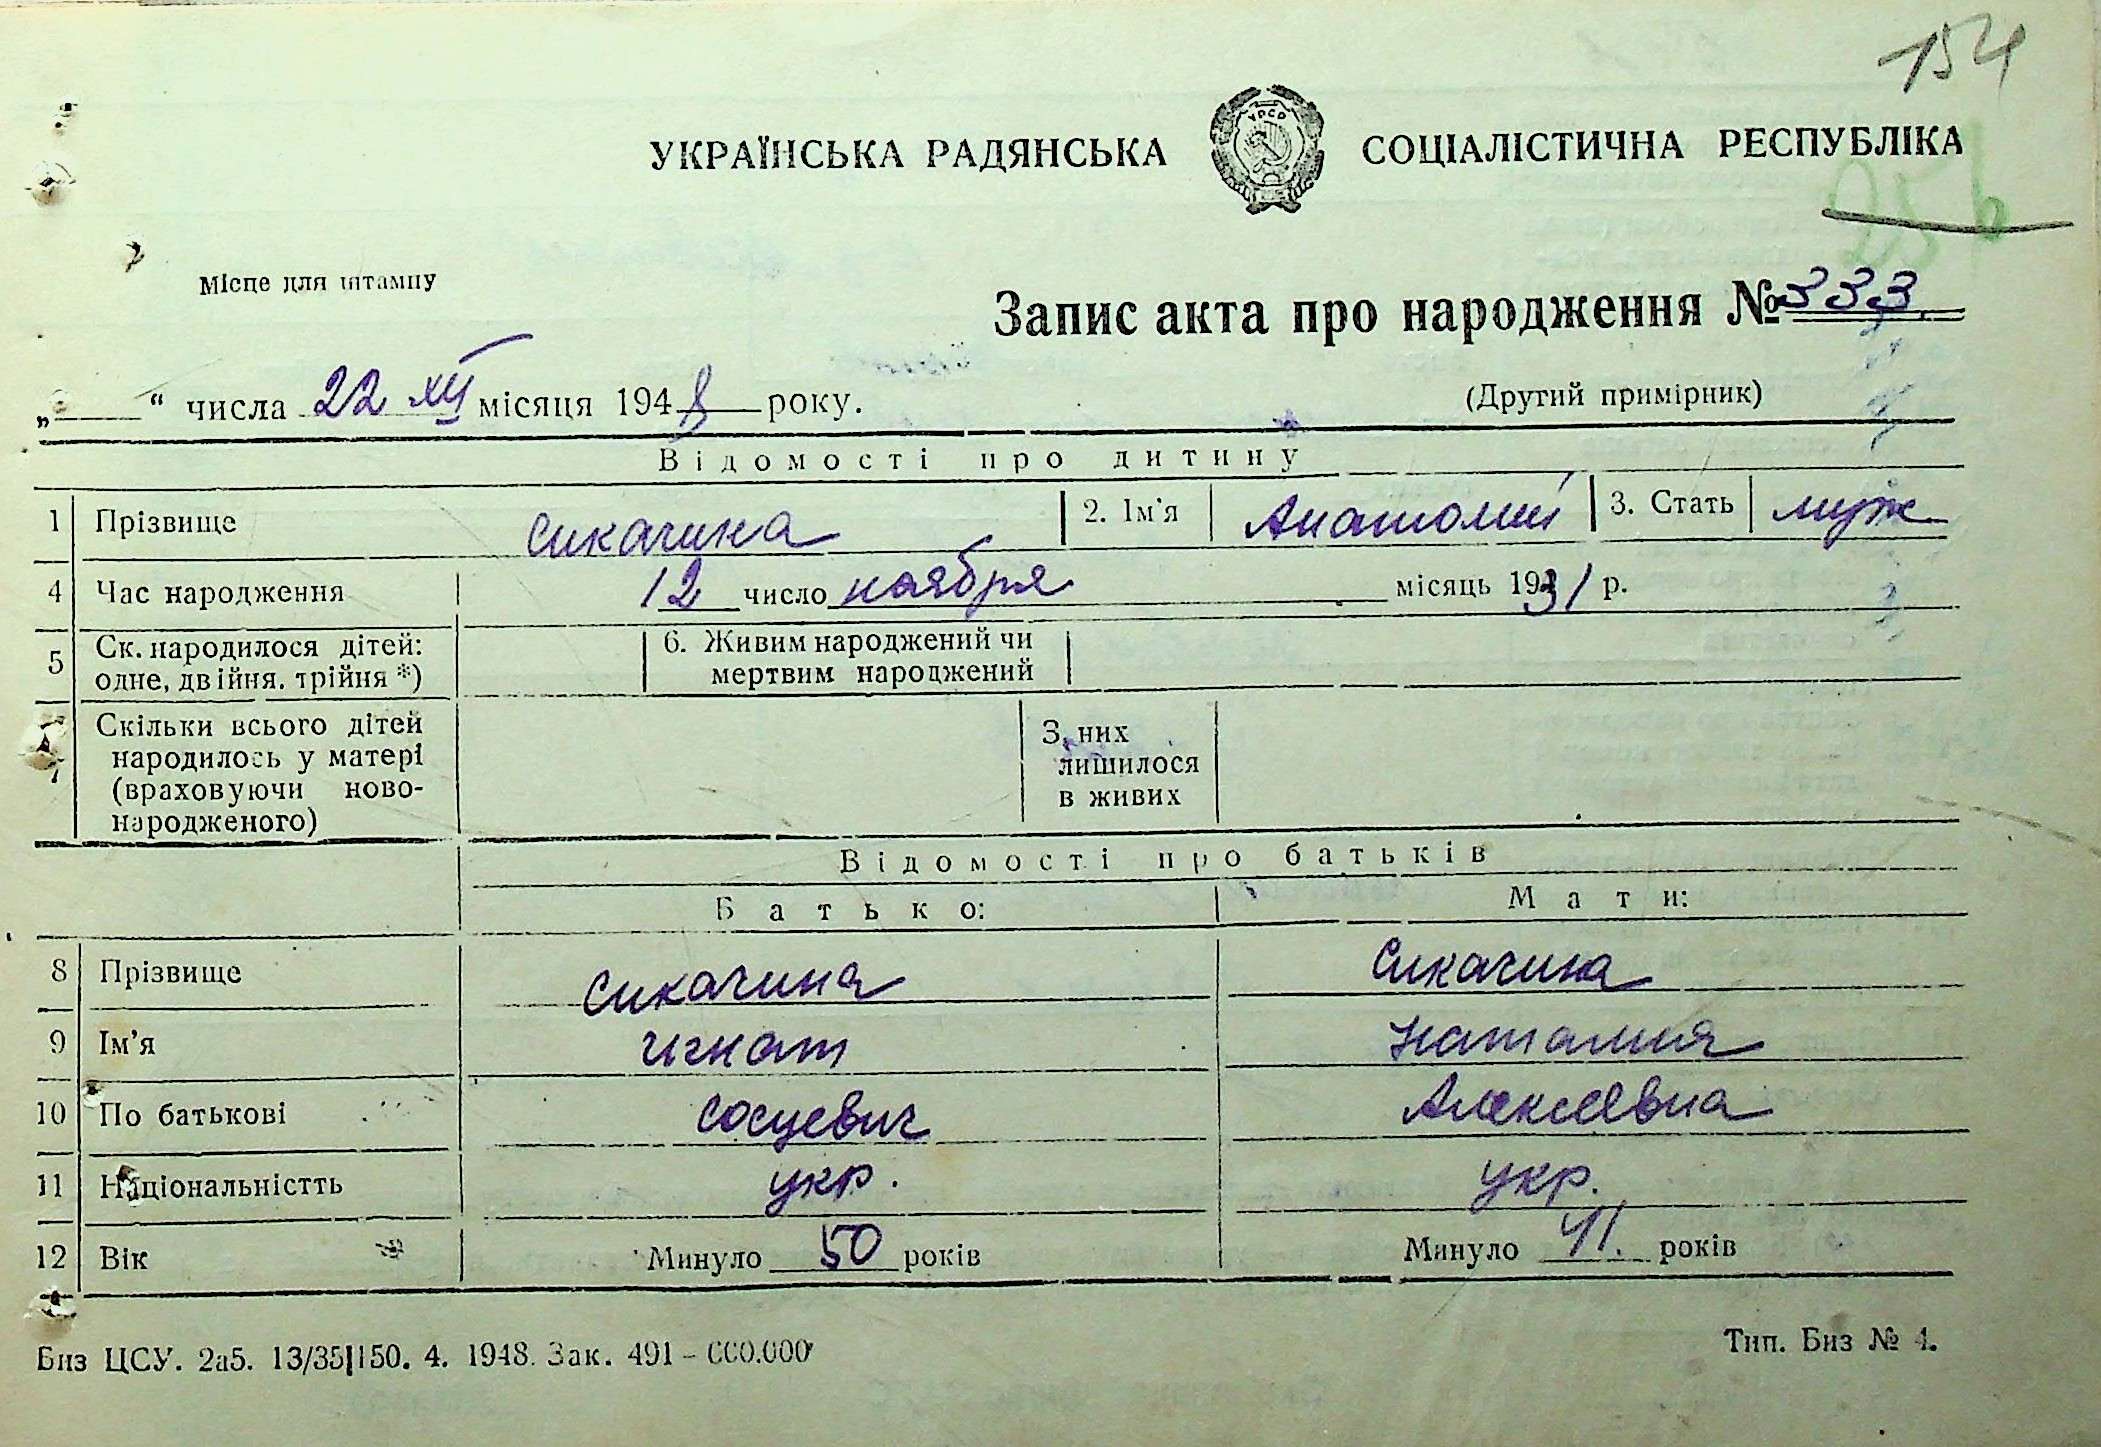 154
УКРАЇНСЬКА РАДЯНСЬКА УРСР СОЦІАЛІСТИЧНА РЕСПУБЛІКА
Місце для штампу
Запис акта про народження № 333
„ “ числа 22 XII місяця 1948 року.
(Другий примірник)
Відомості про дитину
1 Прізвище Сикачина 2. Ім'я Анатолий 3. Стать муж
4 Час народження 12 число ноября місяць 1931 р.
5 Ск. народилося дітей: одне, двійня, трійня *) 6. Живим народжений чи мертвим народжений
7 Скільки всього дітей народилось у матері (враховуючи ново-народженого) З них лишилося в живих
Відомості про батьків
Батько: Мати:
8 Прізвище Сикачина Сикачина
9 Ім'я Игнат Наталия
10 По батькові Алексеевна
11 Національністть укр. укр.
12 Вік Минуло 50 років Минуло 41. років
Биз ЦСУ. 2а5. 13/35|150. 4. 1948. Зак. 491 – 000.000
Тип. Биз № 4.